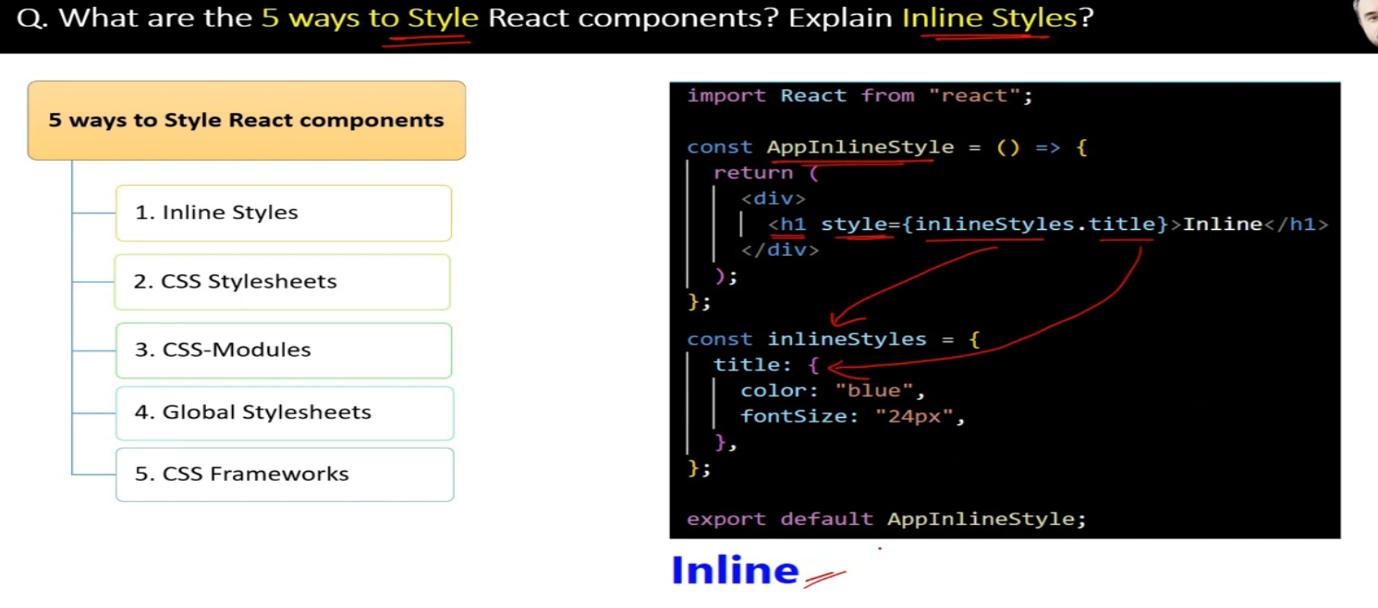 Q. What are the 5 ways to Style React components? Explain Inline Styles?
5 ways to Style React components
1. Inline Styles
2. CSS Stylesheets
3. CSS-Modules
4. Global Stylesheets
5. CSS Frameworks
import React from "react";
const AppInlineStyle = () => {
return (
<div>
<h1 style={inlineStyles.title}>Inline</h1>
</div>
);
};
const inlineStyles = {
title: {
color: "blue",
fontSize: "24px",
},
};
export default AppInlineStyle;
Inline